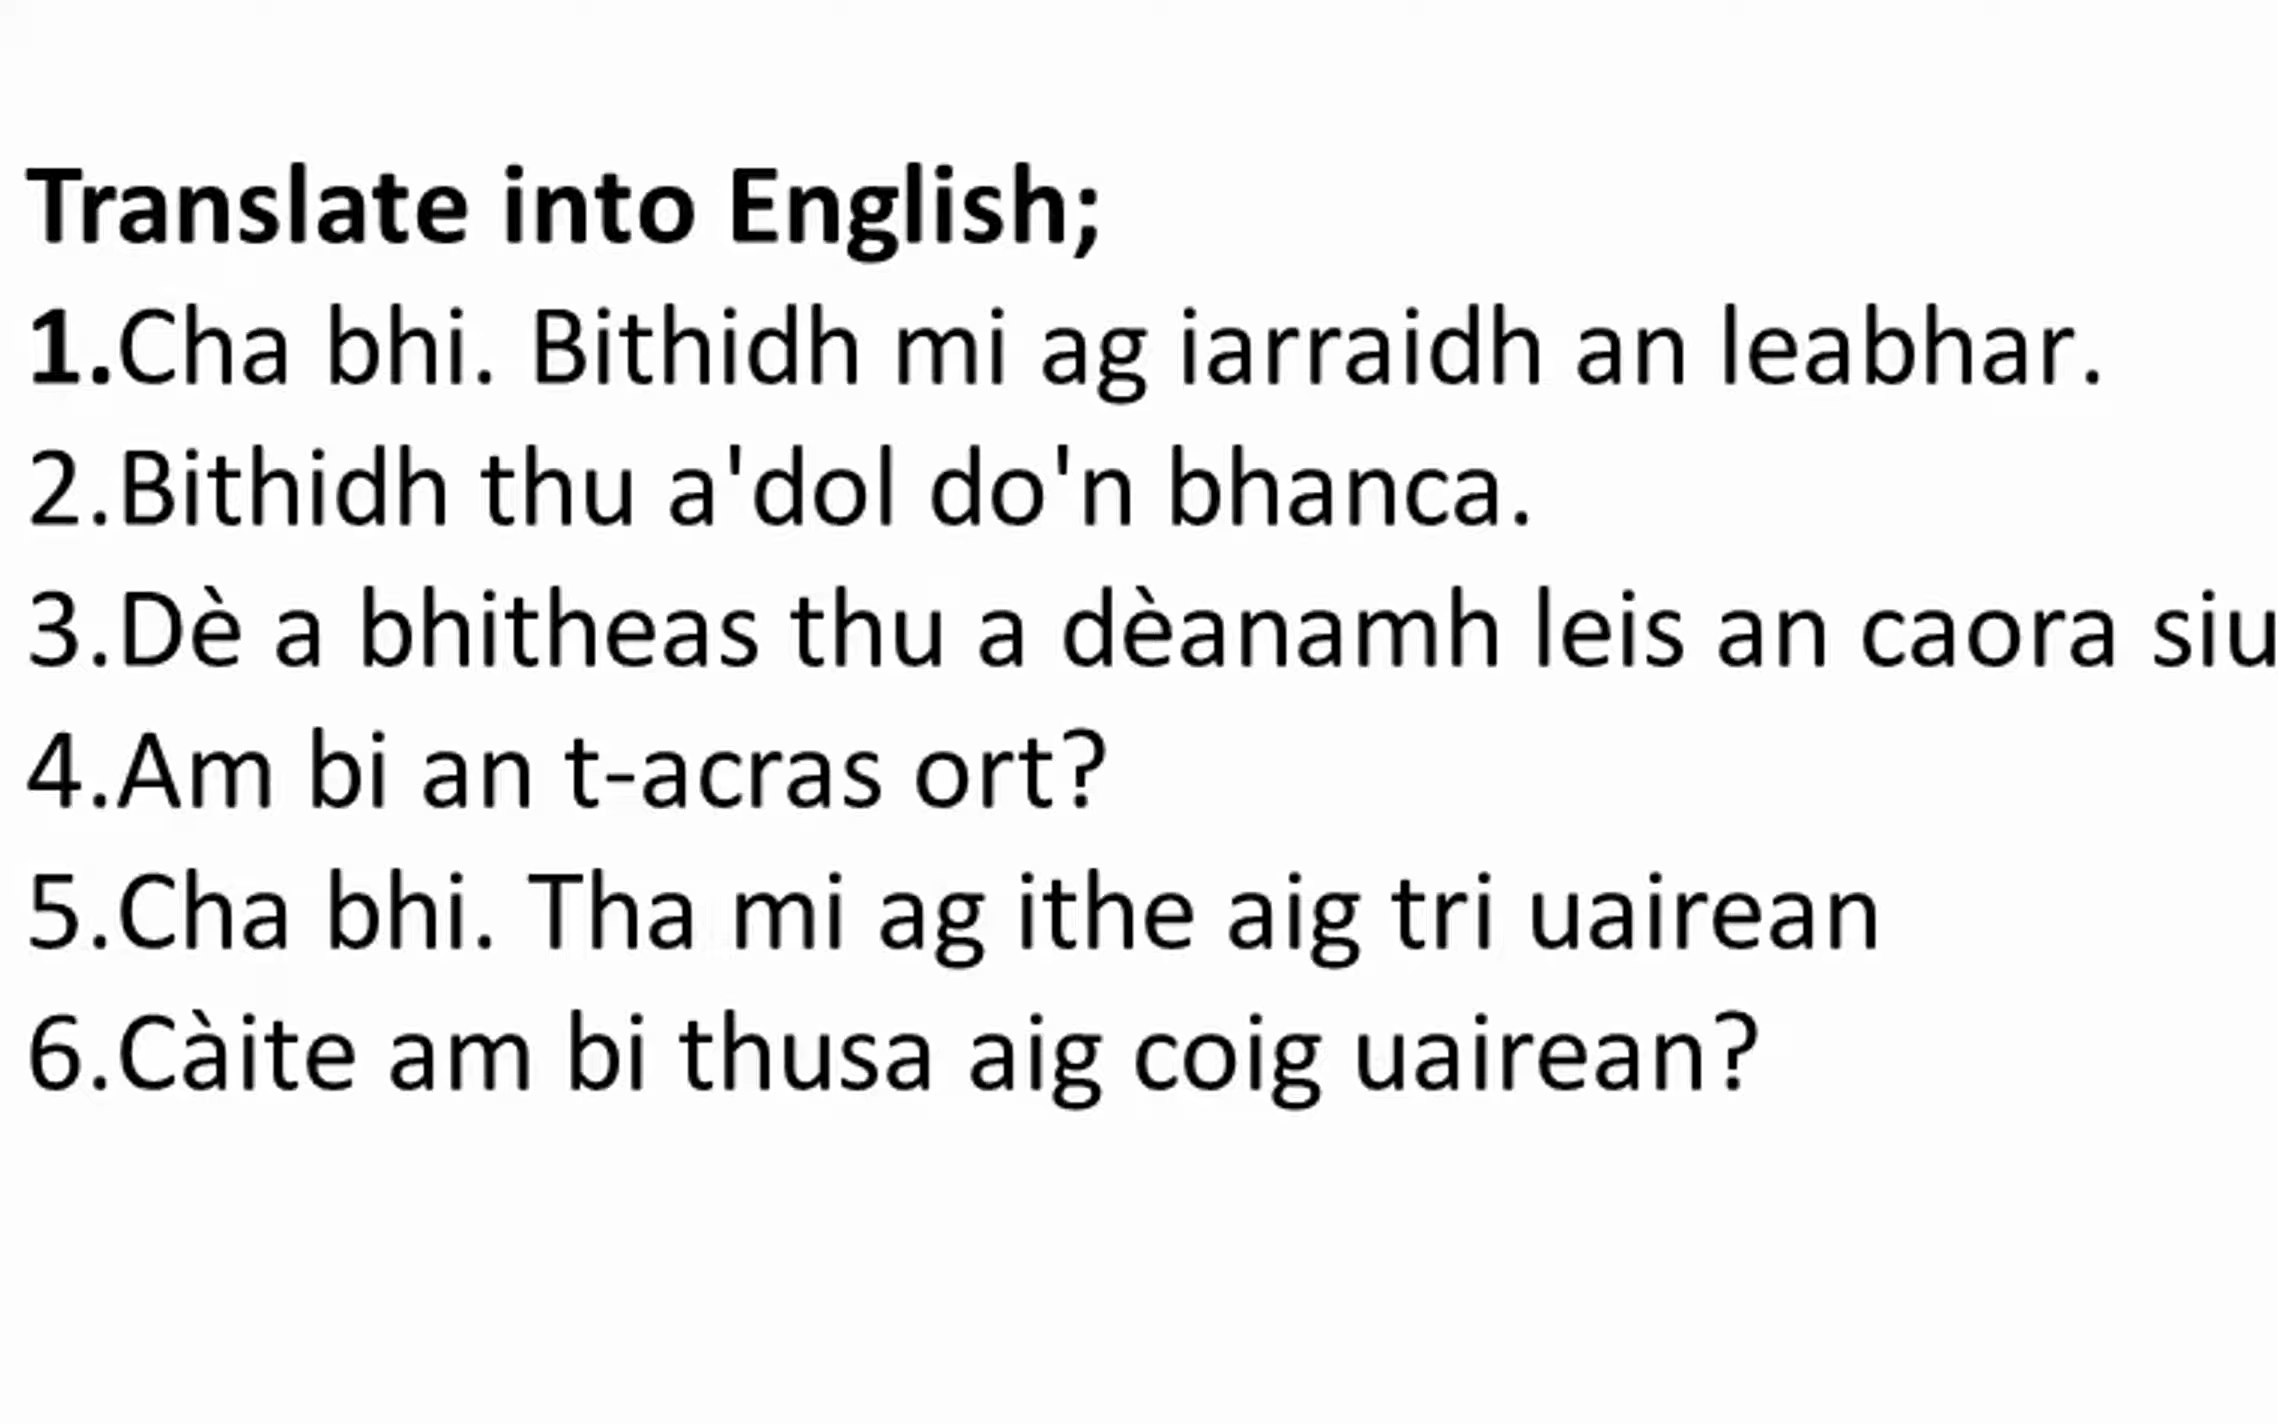 Translate into English;
1.Cha bhi. Bithidh mi ag iarraidh an leabhar.
2.Bithidh thu a'dol do'n bhanca.
3.Dè a bhitheas thu a dèanamh leis an caora siu
4.Am bi an t-acras ort?
5.Cha bhi. Tha mi ag ithe aig tri uairean
6.Càite am bi thusa aig coig uairean?